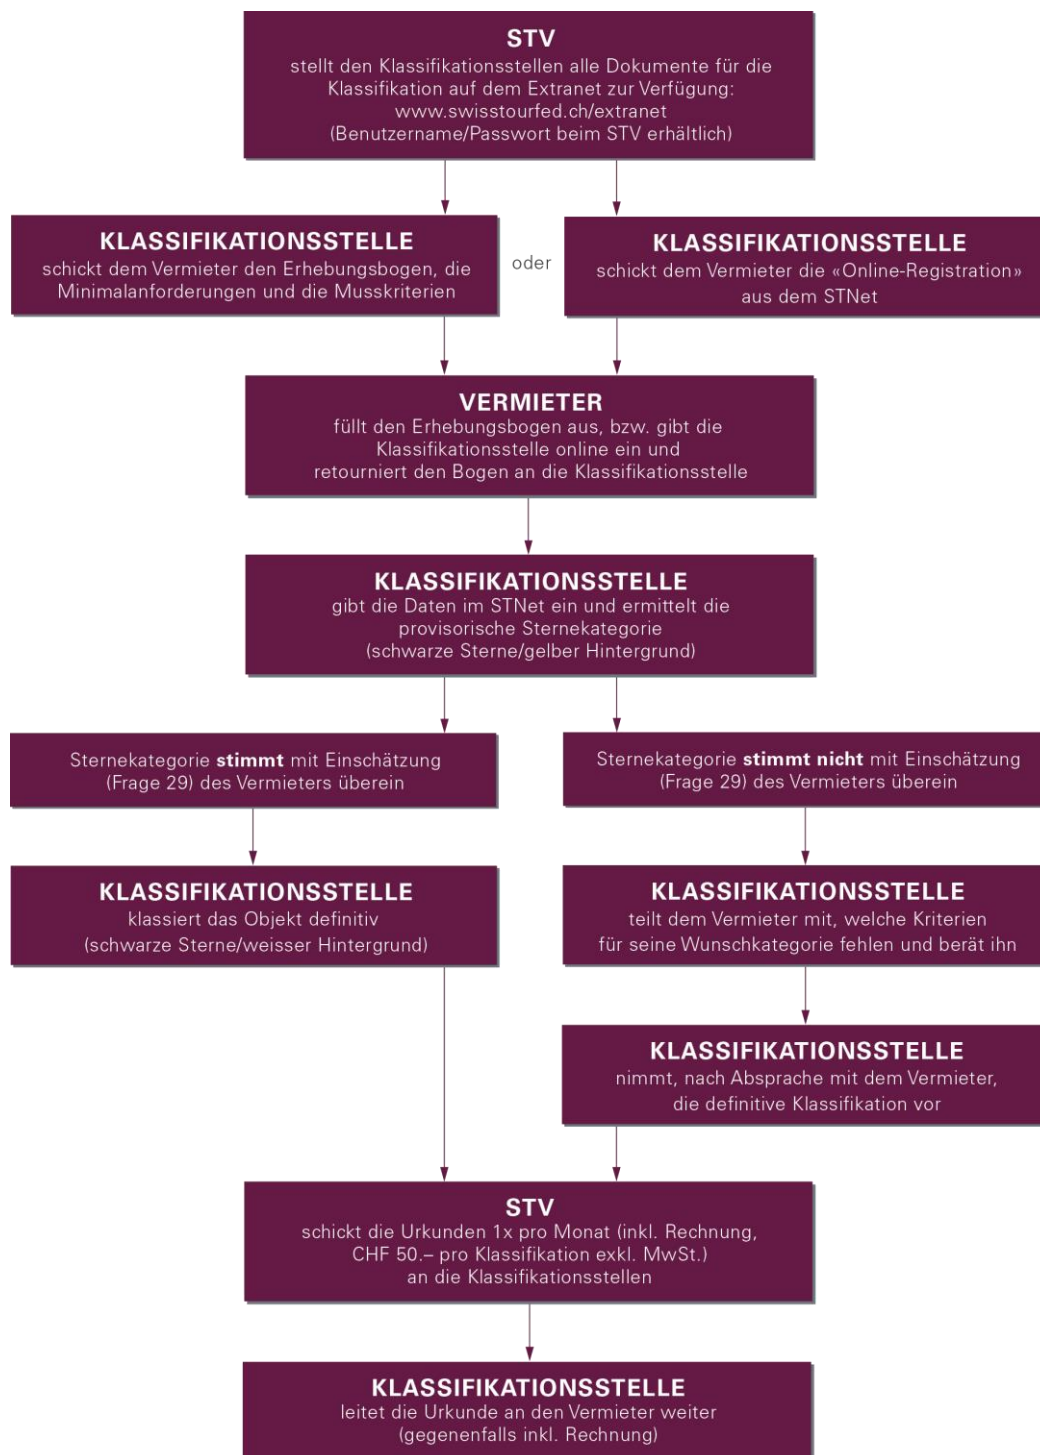 STV
stellt den Klassifikationsstellen alle Dokumente für die
Klassifikation auf dem Extranet zur Verfügung:
www.swisstourfed.ch/extranet
(Benutzername/Passwort beim STV erhältlich)
KLASSIFIKATIONSSTELLE
schickt dem Vermieter den Erhebungsbogen, die
Minimalanforderungen und die Musskriterien
oder
KLASSIFIKATIONSSTELLE
schickt dem Vermieter die «Online-Registration»
aus dem STNet
VERMIETER
füllt den Erhebungsbogen aus, bzw. gibt die
Klassifikationsstelle online ein und
retourniert den Bogen an die Klassifikationsstelle
KLASSIFIKATIONSSTELLE
gibt die Daten im STNet ein und ermittelt die
provisorische Sternekategorie
(schwarze Sterne/gelber Hintergrund)
Sternekategorie stimmt mit Einschätzung
(Frage 29) des Vermieters überein
Sternekategorie stimmt nicht mit Einschätzung
(Frage 29) des Vermieters überein
KLASSIFIKATIONSSTELLE
klassiert das Objekt definitiv
(schwarze Sterne/weisser Hintergrund)
KLASSIFIKATIONSSTELLE
teilt dem Vermieter mit, welche Kriterien
für seine Wunschkategorie fehlen und berät ihn
KLASSIFIKATIONSSTELLE
nimmt, nach Absprache mit dem Vermieter,
die definitive Klassifikation vor
STV
schickt die Urkunden 1x pro Monat (inkl. Rechnung,
CHF 50.– pro Klassifikation exkl. MwSt.)
an die Klassifikationsstellen
KLASSIFIKATIONSSTELLE
leitet die Urkunde an den Vermieter weiter
(gegenenfalls inkl. Rechnung)